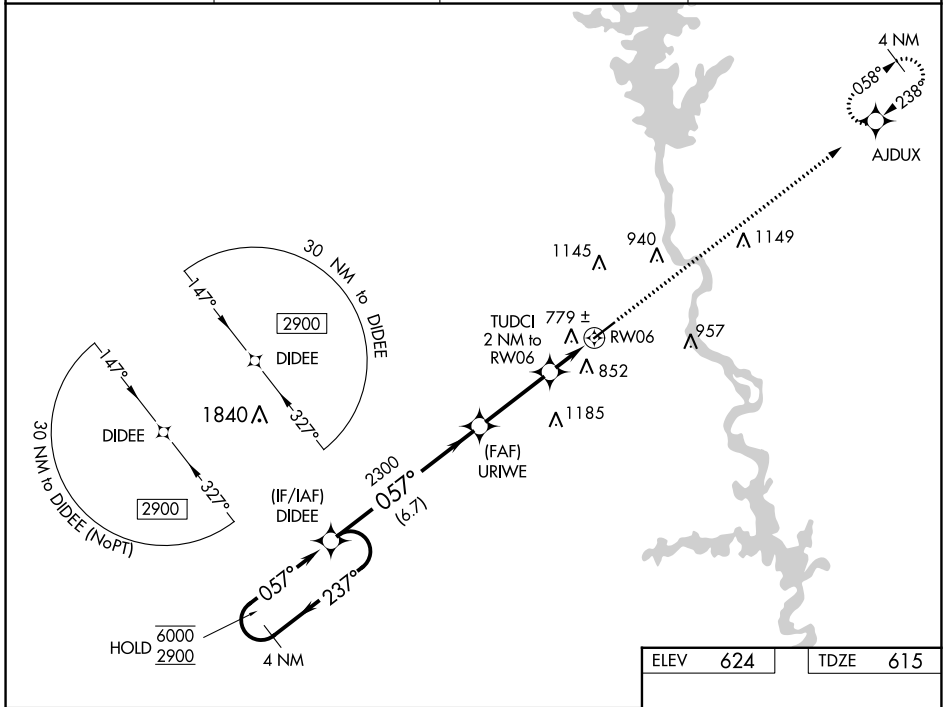 4 NM
058°
238°
AJDUX
30 NM to DIDEE
147°
2900
DIDEE
327°
1145
940
1149
TUDCI
2 NM to
RW06
779 ±
RW06
957
852
1185
147°
1840
DIDEE
327°
2900
30 NM to DIDEE (NoPT)
(FAF)
URIWE
2300
057°
(6.7)
(IF/IAF)
DIDEE
057°
237°
HOLD
6000
2900
4 NM
ELEV 624
TDZE 615